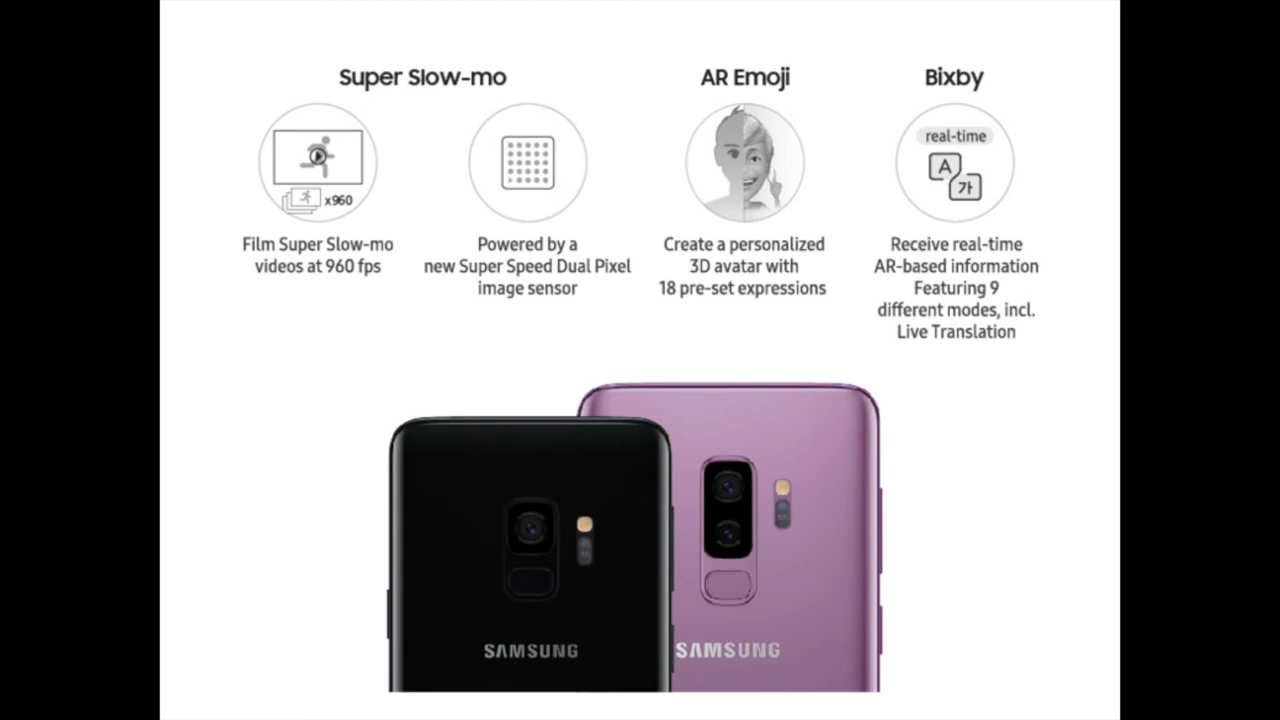 Super Slow-mo
AR Emoji
Bixby
x960
real-time
A
가
Film Super Slow-mo
videos at 960 fps
Powered by a
new Super Speed Dual Pixel
image sensor
Create a personalized
3D avatar with
18 pre-set expressions
Receive real-time
AR-based information
Featuring 9
different modes, incl.
Live Translation
SAMSUNG
SAMSUNG